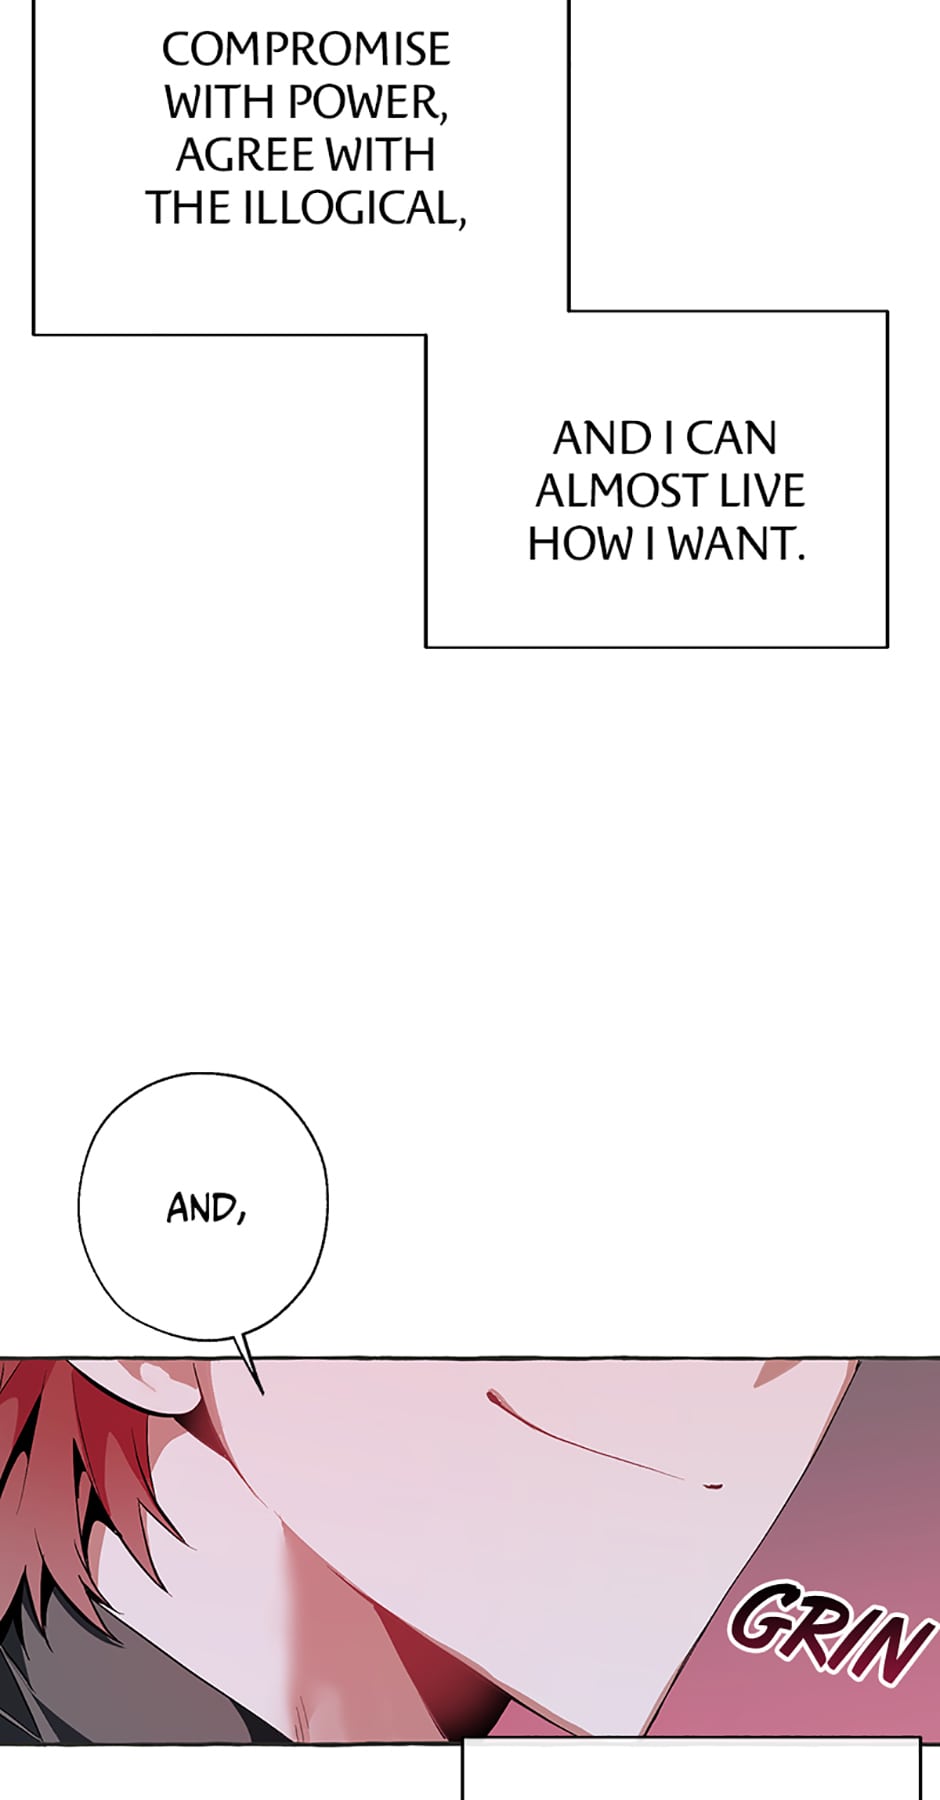 COMPROMISE
WITH POWER,
AGREE WITH
THE ILLOGICAL,
AND I CAN
ALMOST LIVE
HOW I WANT.
AND,
GRIN